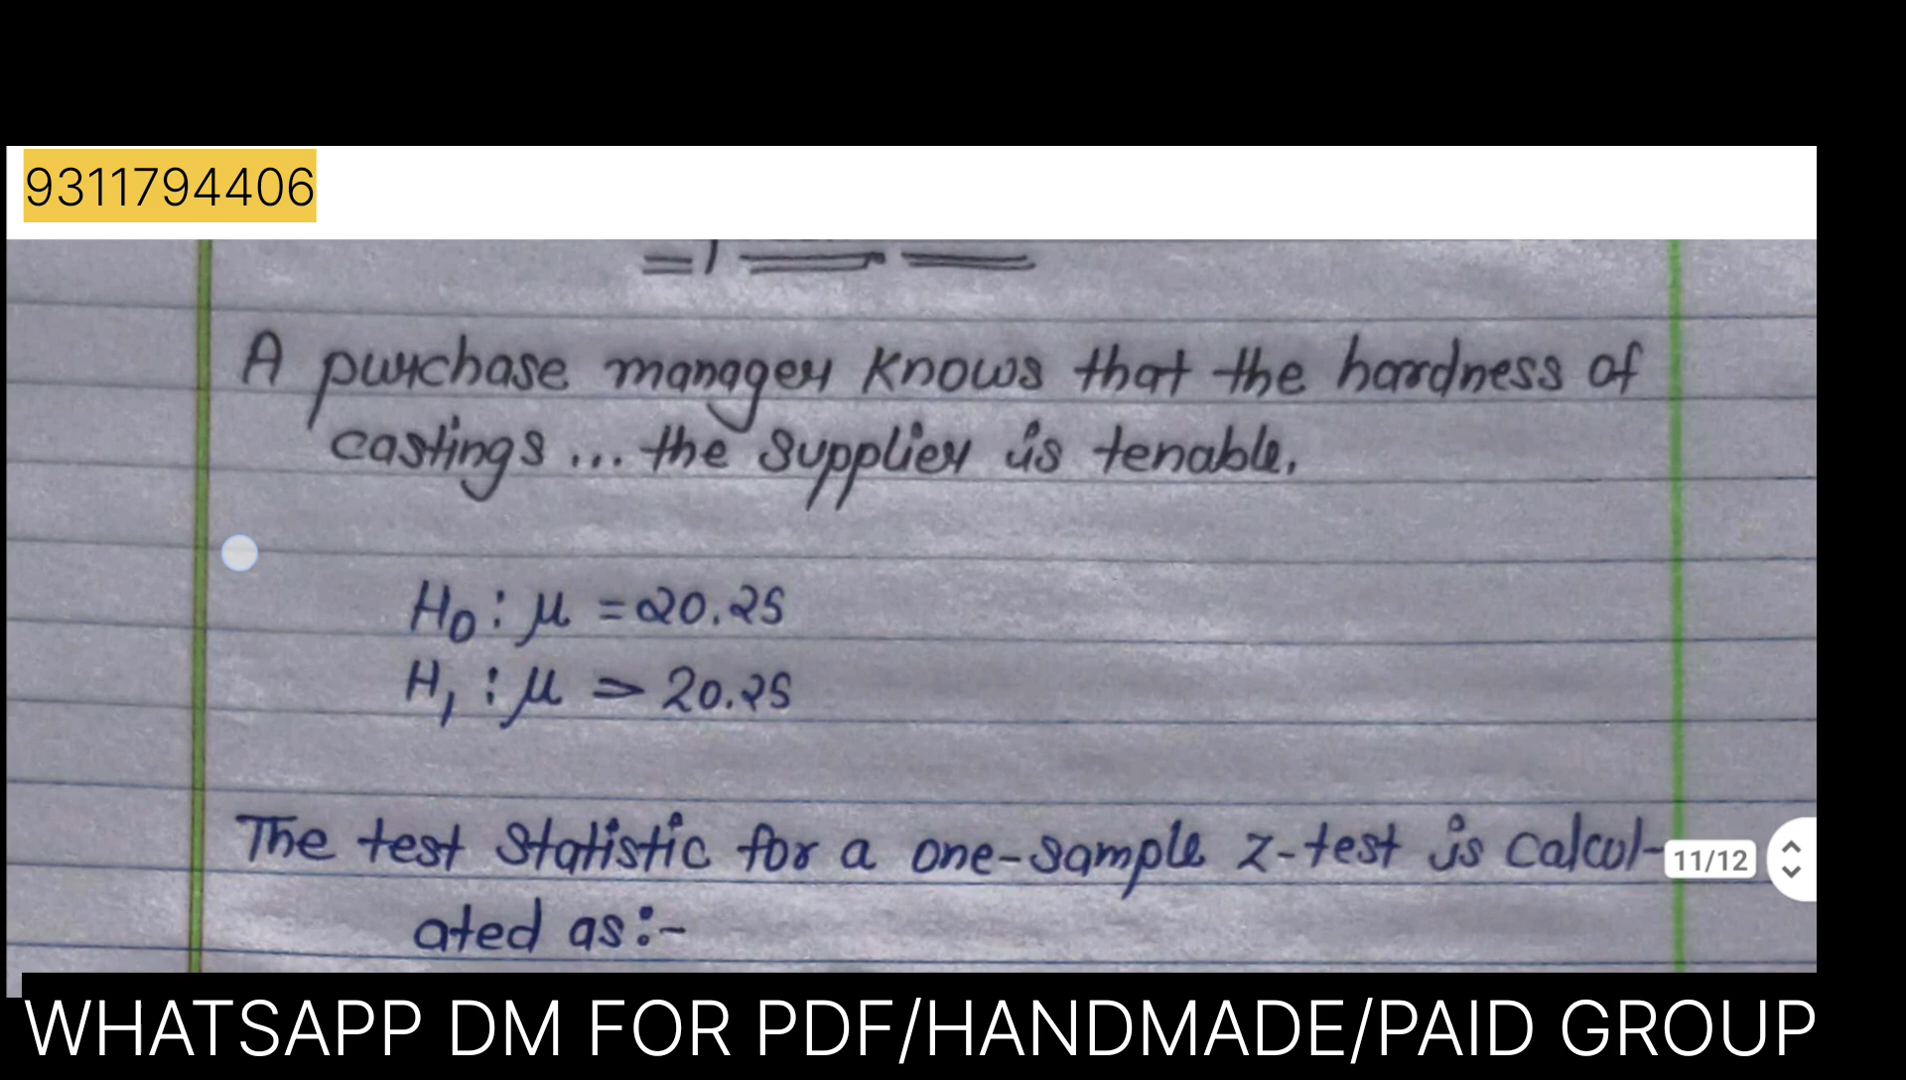 9311794406
A purchase manager knows that the hardness of
castings ... the supplier is tenable.
H0 : μ = 20.25
H1 : μ > 20.25
The test statistic for a one-sample z-test is calcul-
11/12
ated as :-
WHATSAPP DM FOR PDF/HANDMADE/PAID GROUP